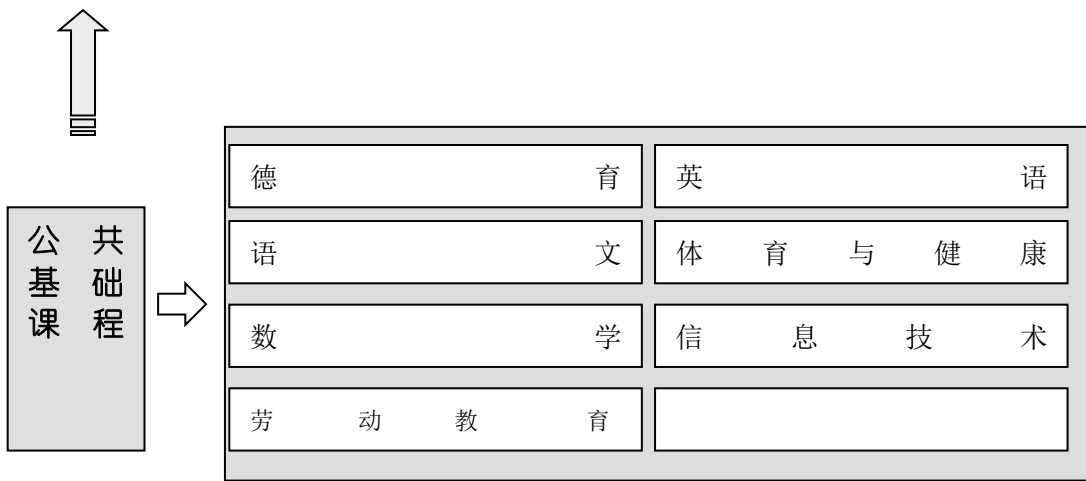 公共
基础
课程
德育
英语
语文
体育与健康
数学
信息技术
劳动教育